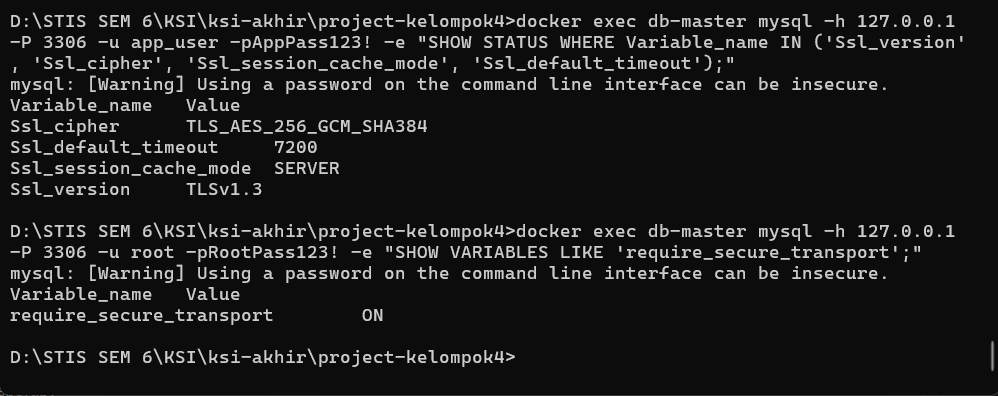 D:\STIS SEM 6\KSI\ksi-akhir\project-kelompok4>docker exec db-master mysql -h 127.0.0.1
-P 3306 -u app_user -pAppPass123! -e "SHOW STATUS WHERE Variable_name IN ('Ssl_version'
, 'Ssl_cipher', 'Ssl_session_cache_mode', 'Ssl_default_timeout');"
mysql: [Warning] Using a password on the command line interface can be insecure.
Variable_name   Value
Ssl_cipher      TLS_AES_256_GCM_SHA384
Ssl_default_timeout     7200
Ssl_session_cache_mode  SERVER
Ssl_version     TLSv1.3
D:\STIS SEM 6\KSI\ksi-akhir\project-kelompok4>docker exec db-master mysql -h 127.0.0.1
-P 3306 -u root -pRootPass123! -e "SHOW VARIABLES LIKE 'require_secure_transport';"
mysql: [Warning] Using a password on the command line interface can be insecure.
Variable_name   Value
require_secure_transport        ON
D:\STIS SEM 6\KSI\ksi-akhir\project-kelompok4>